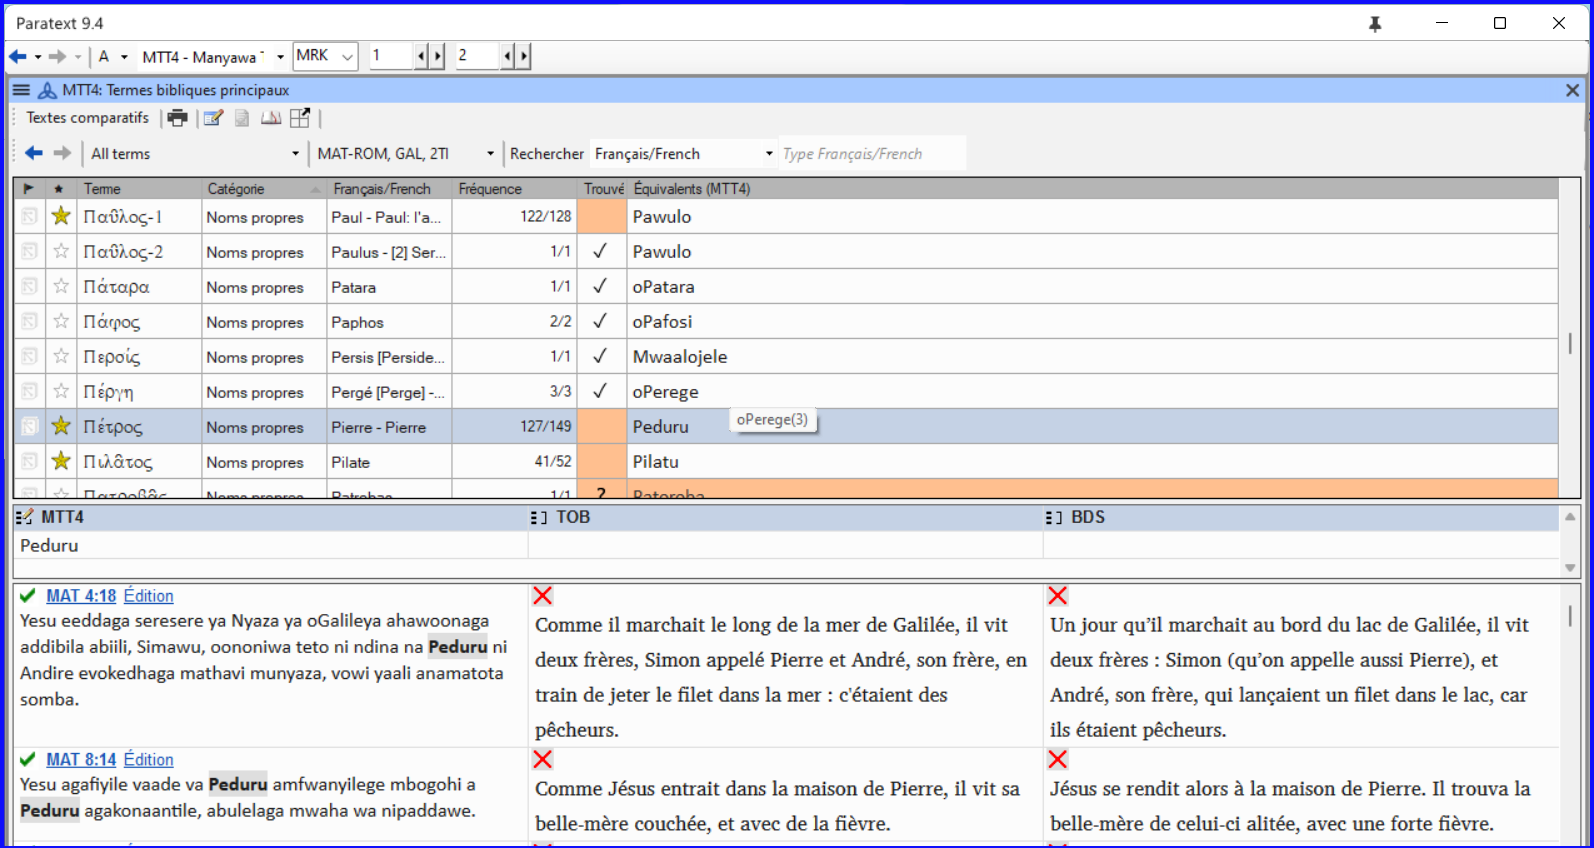 Paratext 9.4
A MTT4 - Manyawa MRK 1 2
MTT4: Termes bibliques principaux
Textes comparatifs
All terms MAT-ROM, GAL, 2TI Rechercher Français/French Type Français/French
Terme Catégorie Français/French Fréquence Trouvé Équivalents (MTT4)
Παῦλος-1 Noms propres Paul - Paul: l'a... 122/128 Pawulo
Παῦλος-2 Noms propres Paulus - [2] Ser... 1/1 ✓ Pawulo
Πάταρα Noms propres Patara 1/1 ✓ oPatara
Πάφος Noms propres Paphos 2/2 ✓ oPafosi
Περσίς Noms propres Persis [Perside... 1/1 ✓ Mwaalojele
Πέργη Noms propres Pergé [Perge] -... 3/3 ✓ oPerege
oPerege(3)
Πέτρος Noms propres Pierre - Pierre 127/149 Peduru
Πιλᾶτος Noms propres Pilate 41/52 Pilatu
Πατροβᾶς Noms propres Patrobas 1/1 ? Pateroba
MTT4 TOB BDS
Peduru
MAT 4:18 Édition
Yesu eeddaga seresere ya Nyaza ya oGalileya ahawoonaga
addibila abiili, Simawu, oononiwa teto ni ndina na Peduru ni
Andire evokedhaga mathavi munyaza, vowi yaali anamatota
somba.
Comme il marchait le long de la mer de Galilée, il vit
deux frères, Simon appelé Pierre et André, son frère, en
train de jeter le filet dans la mer : c'étaient des
pêcheurs.
Un jour qu’il marchait au bord du lac de Galilée, il vit
deux frères : Simon (qu’on appelle aussi Pierre), et
André, son frère, qui lançaient un filet dans le lac, car
ils étaient pêcheurs.
MAT 8:14 Édition
Yesu agafiyile vaade va Peduru amfwanyilege mbogohi a
Peduru agakonaantile, abulelaga mwaha wa nipaddawe.
Comme Jésus entrait dans la maison de Pierre, il vit sa
belle-mère couchée, et avec de la fièvre.
Jésus se rendit alors à la maison de Pierre. Il trouva la
belle-mère de celui-ci alitée, avec une forte fièvre.